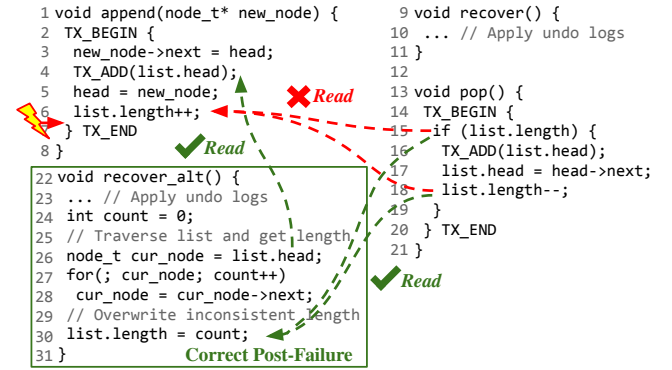 1 void append(node_t* new_node) {
2 TX_BEGIN {
3 new_node->next = head;
4 TX_ADD(list.head);
5 head = new_node;
6 list.length++;
7 } TX_END
8 }
Read
9 void recover() {
10 ... // Apply undo logs
11 }
12
13 void pop() {
14 TX_BEGIN {
15 if (list.length) {
16 TX_ADD(list.head);
17 list.head = head->next;
18 list.length--;
19 }
20 } TX_END
21 }
Read
22 void recover_alt() {
23 ... // Apply undo logs
24 int count = 0;
25 // Traverse list and get length
26 node_t cur_node = list.head;
27 for(; cur_node; count++)
28 cur_node = cur_node->next;
29 // Overwrite inconsistent length
30 list.length = count;
31 }
Correct Post-Failure
Read